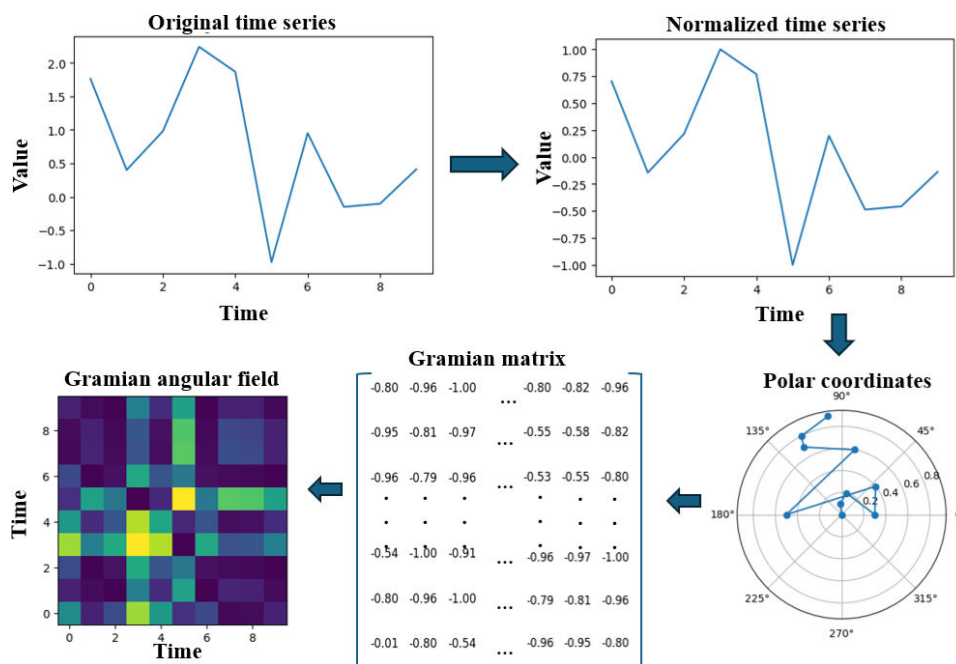 Original time series
2.0
1.5
1.0
0.5
0.0
−0.5
−1.0
Value
0 2 4 6 8
Time
Normalized time series
1.00
0.75
0.50
0.25
0.00
−0.25
−0.50
−0.75
−1.00
Value
0 2 4 6 8
Time
Gramian angular field
8
6
4
2
0
Time
0 2 4 6 8
Time
Gramian matrix
-0.80 -0.96 -1.00 ... -0.80 -0.82 -0.96
-0.95 -0.81 -0.97 ... -0.55 -0.58 -0.82
-0.96 -0.79 -0.96 ... -0.53 -0.55 -0.80
. . . . . .
. . . . . .
. . . . . .
-0.54 -1.00 -0.91 ... -0.96 -0.97 -1.00
-0.80 -0.96 -1.00 ... -0.79 -0.81 -0.96
-0.01 -0.80 -0.54 ... -0.96 -0.95 -0.80
Polar coordinates
90°
135° 45°
0.8
0.6
0.4
0.2
180°
225° 315°
270°